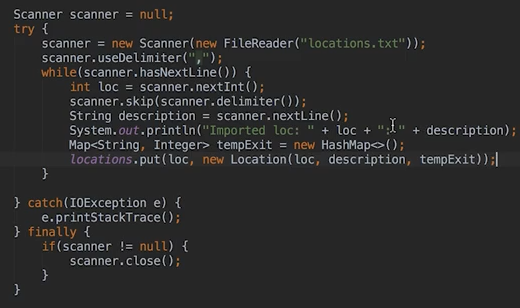 Scanner scanner = null;
try {
    scanner = new Scanner(new FileReader("locations.txt"));
    scanner.useDelimiter(",");
    while(scanner.hasNextLine()) {
        int loc = scanner.nextInt();
        scanner.skip(scanner.delimiter());
        String description = scanner.nextLine();
        System.out.println("Imported loc: " + loc + ": " + description);
        Map<String, Integer> tempExit = new HashMap<>();
        locations.put(loc, new Location(loc, description, tempExit));
    }

} catch(IOException e) {
    e.printStackTrace();
} finally {
    if(scanner != null) {
        scanner.close();
    }
}